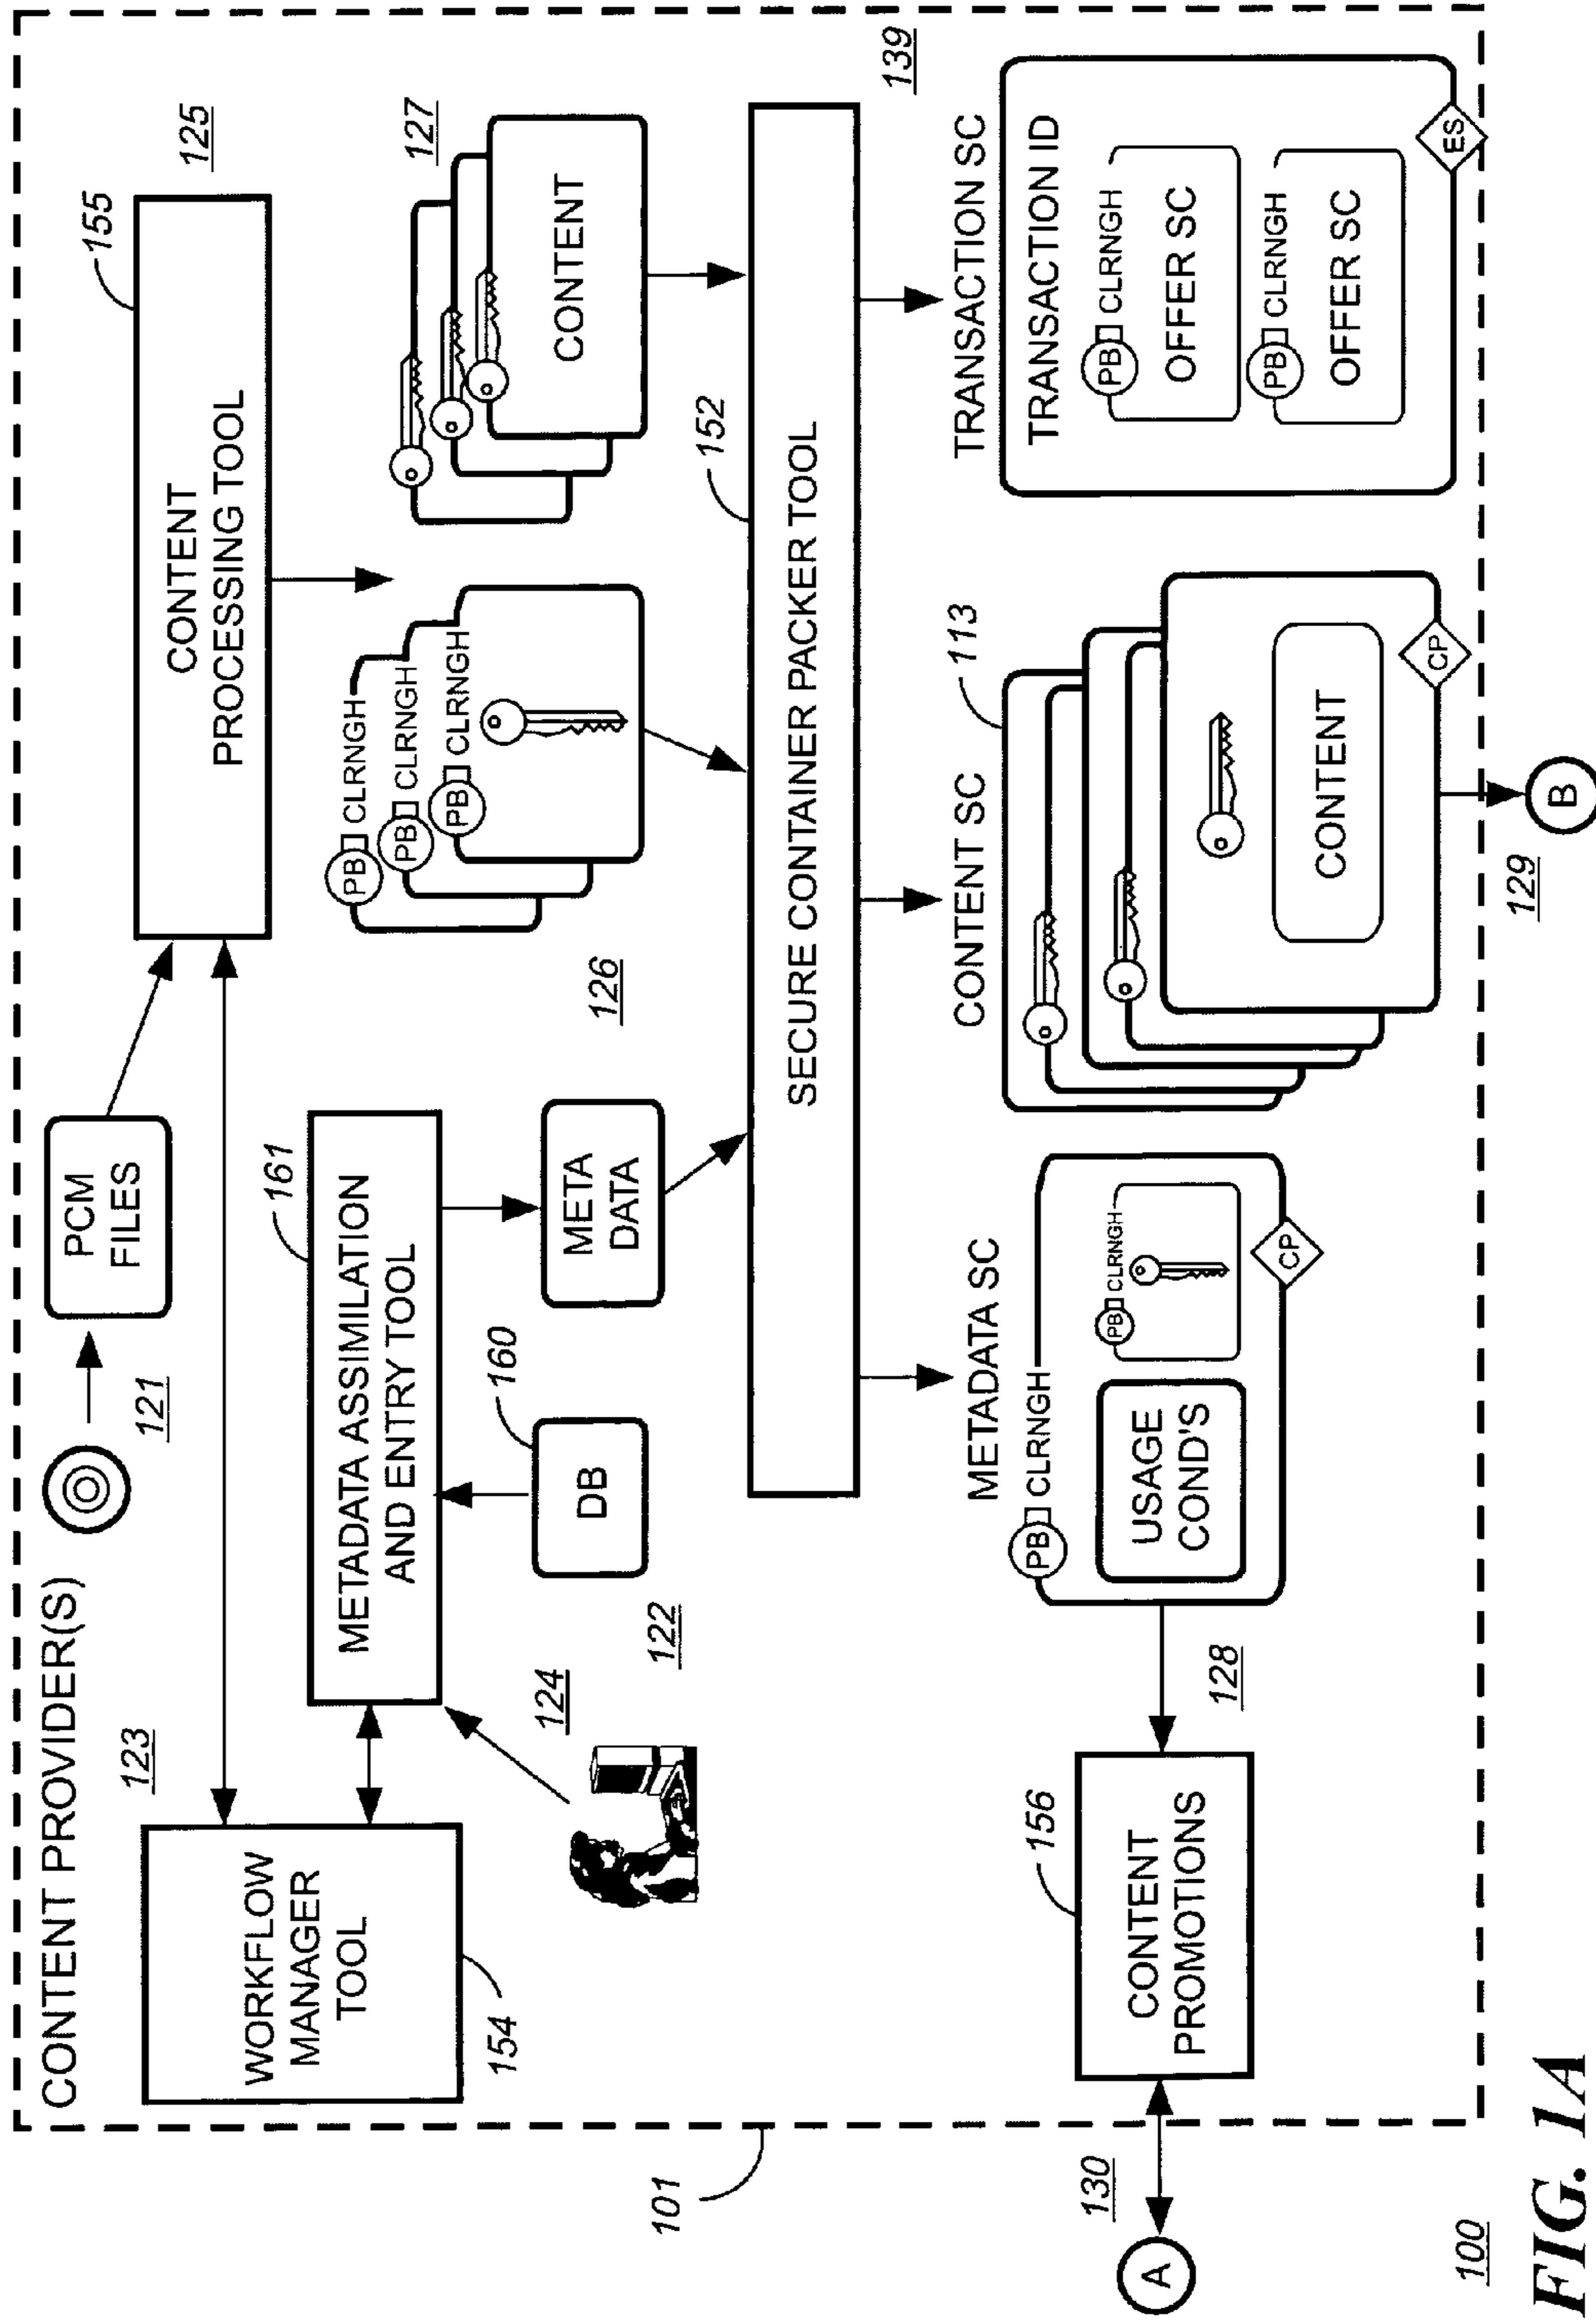 CONTENT PROVIDER(S)
123
121
PCM
FILES
155
125
WORKFLOW
MANAGER
TOOL
154
CONTENT
PROCESSING TOOL
161
METADATA ASSIMILATION
AND ENTRY TOOL
124
122
DB
160
META
DATA
126
PB CLRNGH
PB CLRNGH
PB CLRNGH
127
CONTENT
152
SECURE CONTAINER PACKER TOOL
139
101
156
CONTENT
PROMOTIONS
128
130
A
METADATA SC
PB CLRNGH
USAGE
COND'S
PB CLRNGH
CP
CONTENT SC
113
CONTENT
CP
129
B
TRANSACTION SC
TRANSACTION ID
PB CLRNGH
OFFER SC
PB CLRNGH
OFFER SC
ES
100
FIG. 1A